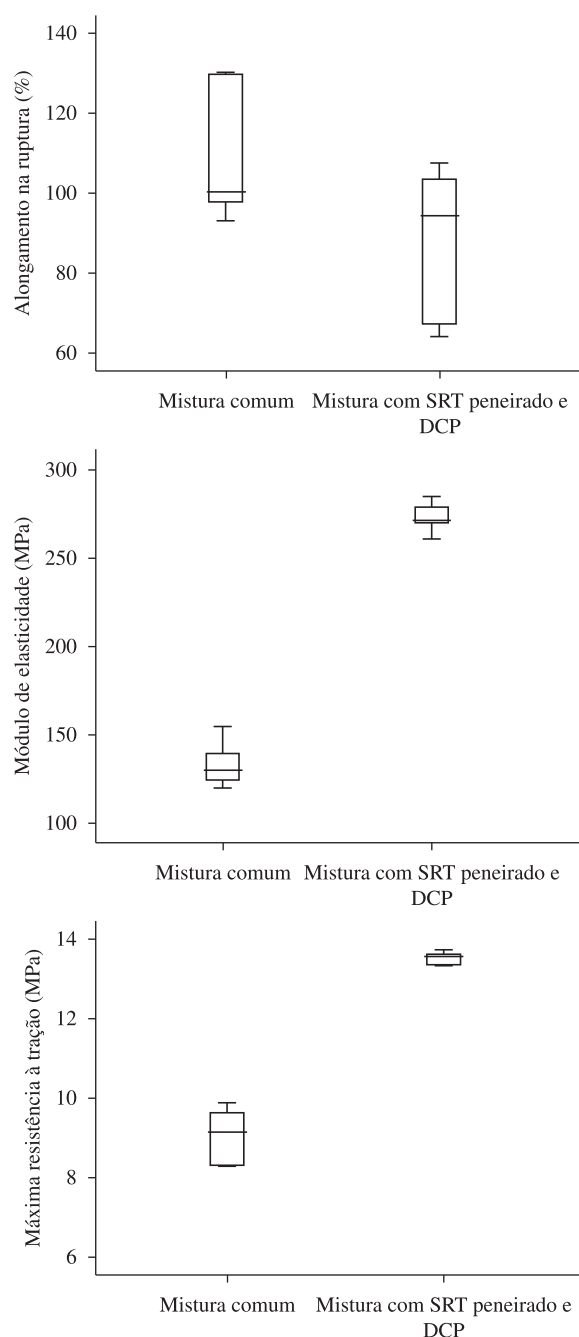 Alongamento na ruptura (%)
140
120
100
80
60
Mistura comum
Mistura com SRT peneirado e
DCP
Módulo de elasticidade (MPa)
300
250
200
150
100
Mistura comum
Mistura com SRT peneirado e
DCP
Máxima resistência à tração (MPa)
14
12
10
8
6
Mistura comum
Mistura com SRT peneirado e
DCP